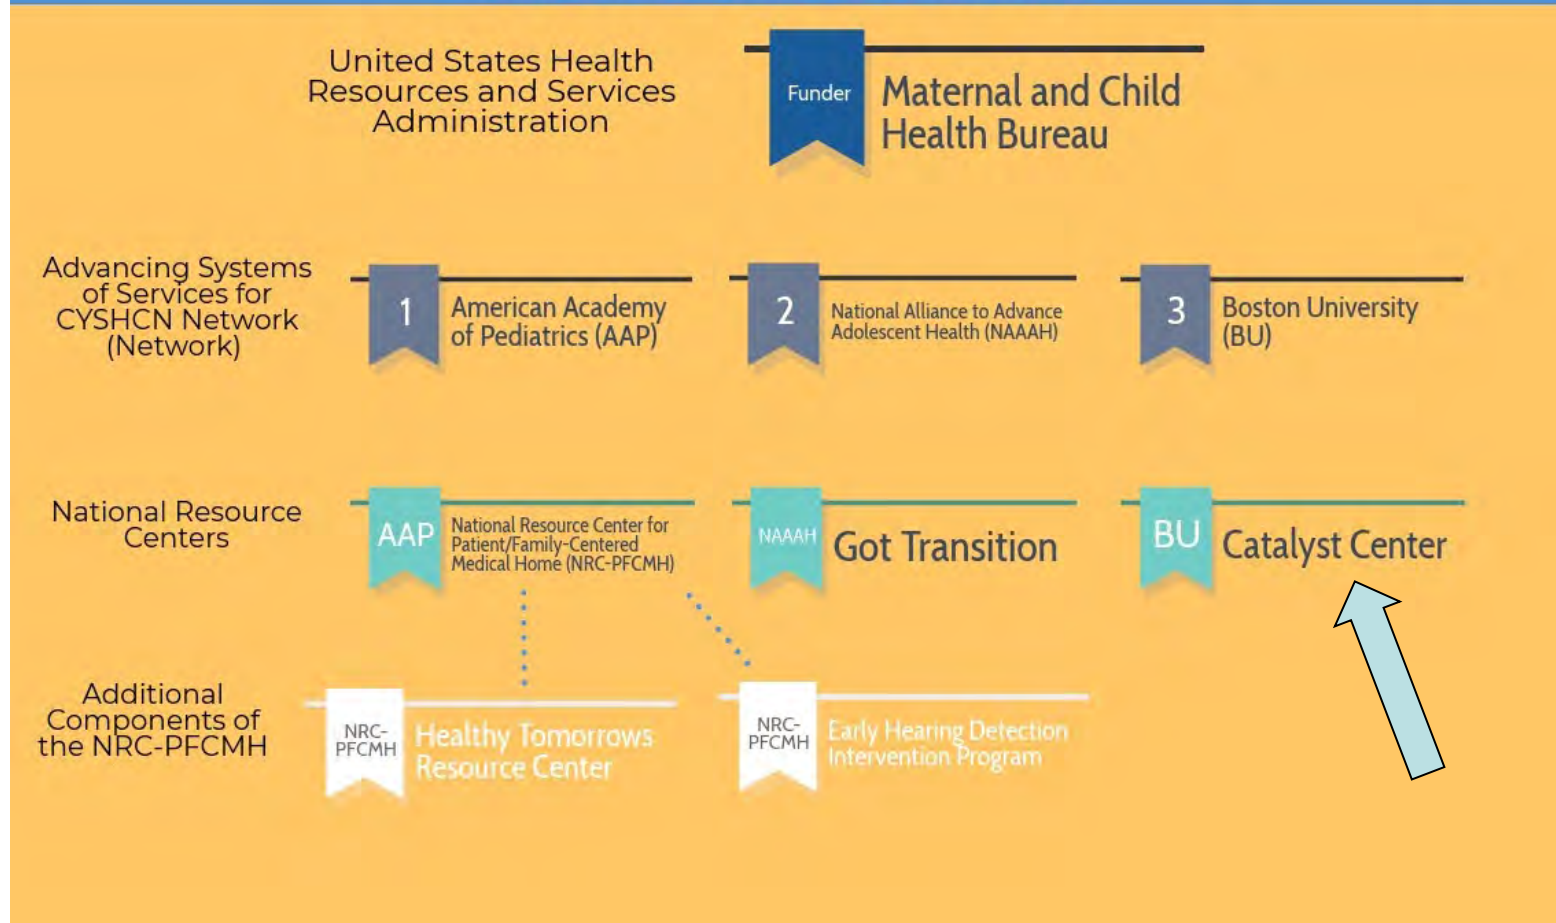 United States Health
Resources and Services
Administration
Funder
Maternal and Child
Health Bureau
Advancing Systems
of Services for
CYSHCN Network
(Network)
1
American Academy
of Pediatrics (AAP)
2
National Alliance to Advance
Adolescent Health (NAAAH)
3
Boston University
(BU)
National Resource
Centers
AAP
National Resource Center for
Patient/Family-Centered
Medical Home (NRC-PFCMH)
NAAAH
Got Transition
BU
Catalyst Center
Additional
Components of
the NRC-PFCMH
NRC-
PFCMH
Healthy Tomorrows
Resource Center
NRC-
PFCMH
Early Hearing Detection
Intervention Program